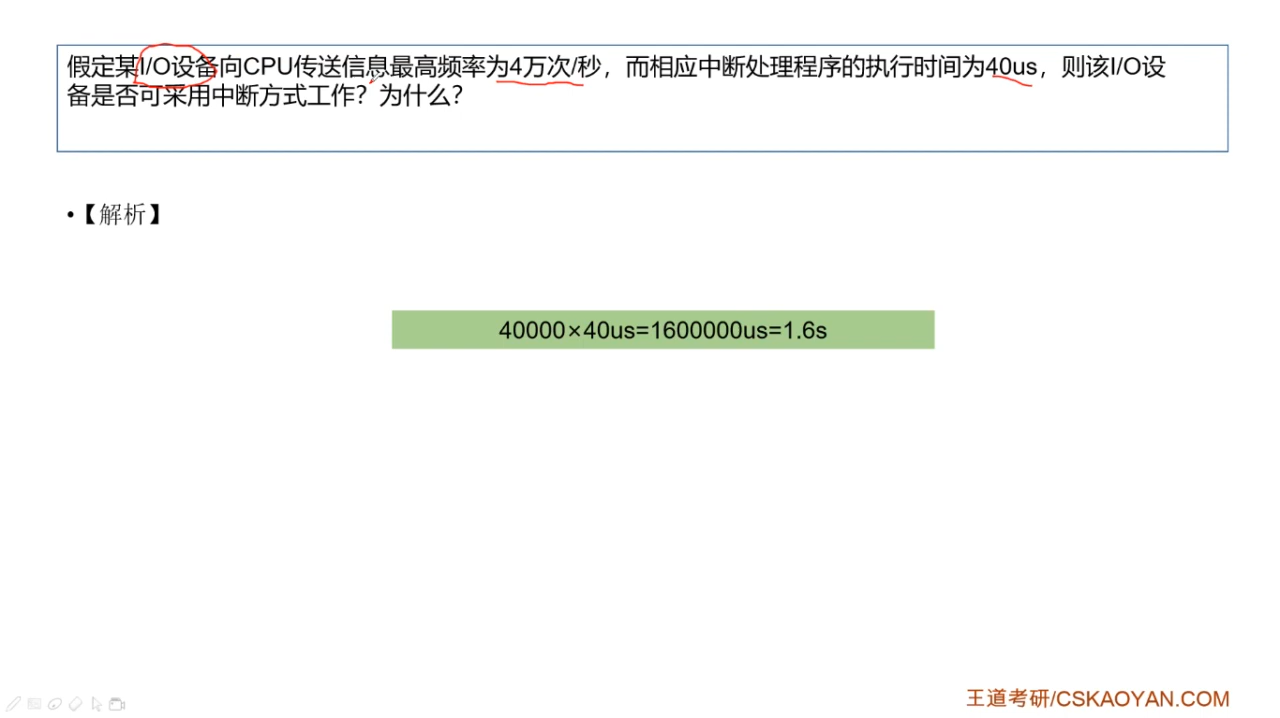 假定某I/O设备向CPU传送信息最高频率为4万次/秒，而相应中断处理程序的执行时间为40us，则该I/O设
备是否可采用中断方式工作？为什么？
•【解析】
40000×40us=1600000us=1.6s
王道考研/CSKAOYAN.COM